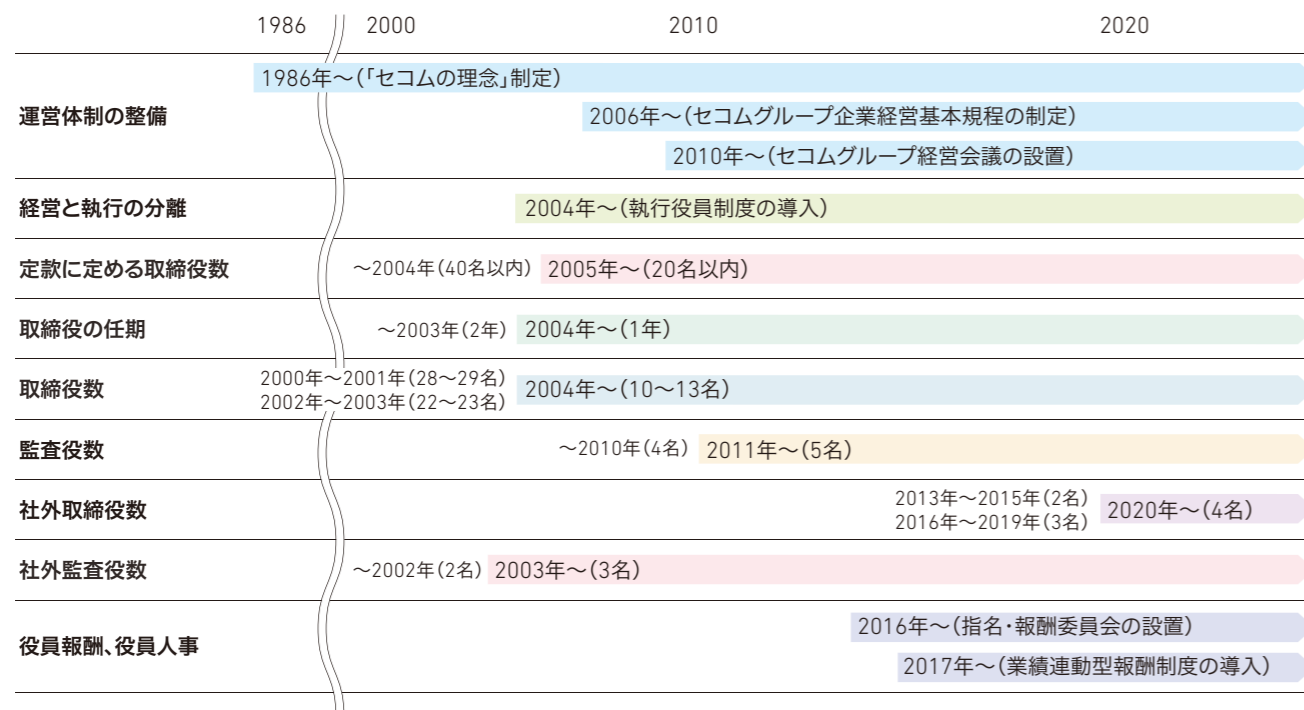 1986 2000 2010 2020
1986年～（「セコムの理念」制定）
運営体制の整備
2006年～（セコムグループ企業経営基本規程の制定）
2010年～（セコムグループ経営会議の設置）
経営と執行の分離
2004年～（執行役員制度の導入）
定款に定める取締役数
～2004年（40名以内） 2005年～（20名以内）
取締役の任期
～2003年（2年） 2004年～（1年）
取締役数
2000年～2001年（28～29名）
2002年～2003年（22～23名）
2004年～（10～13名）
監査役数
～2010年（4名） 2011年～（5名）
社外取締役数
2013年～2015年（2名）
2016年～2019年（3名）
2020年～（4名）
社外監査役数
～2002年（2名） 2003年～（3名）
役員報酬、役員人事
2016年～（指名・報酬委員会の設置）
2017年～（業績連動型報酬制度の導入）